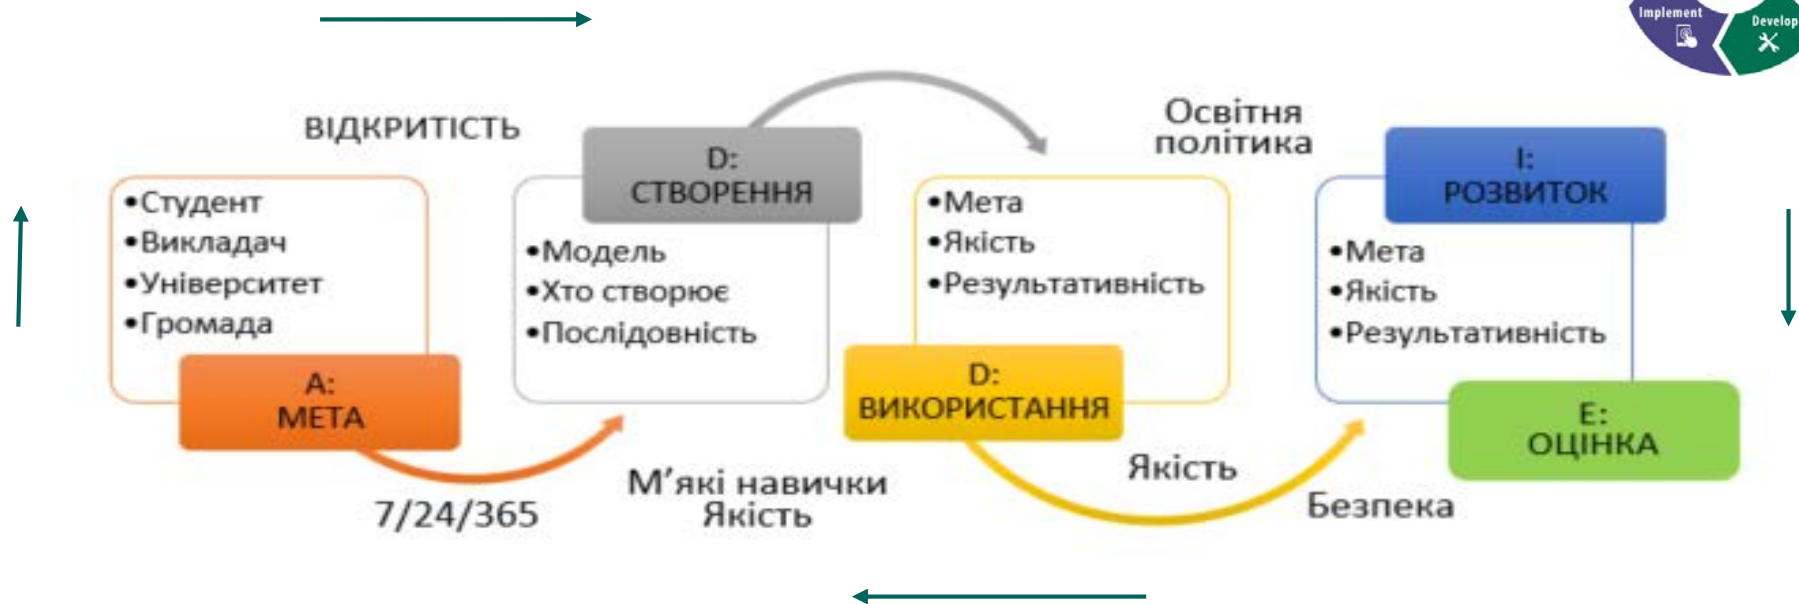 Implement
Develop
ВІДКРИТІСТЬ
•Студент
•Викладач
•Університет
•Громада
А:
МЕТА
7/24/365
D:
СТВОРЕННЯ
•Модель
•Хто створює
•Послідовність
М’які навички
Якість
•Мета
•Якість
•Результативність
D:
ВИКОРИСТАННЯ
Якість
Освітня
політика
I:
РОЗВИТОК
•Мета
•Якість
•Результативність
E:
ОЦІНКА
Безпека